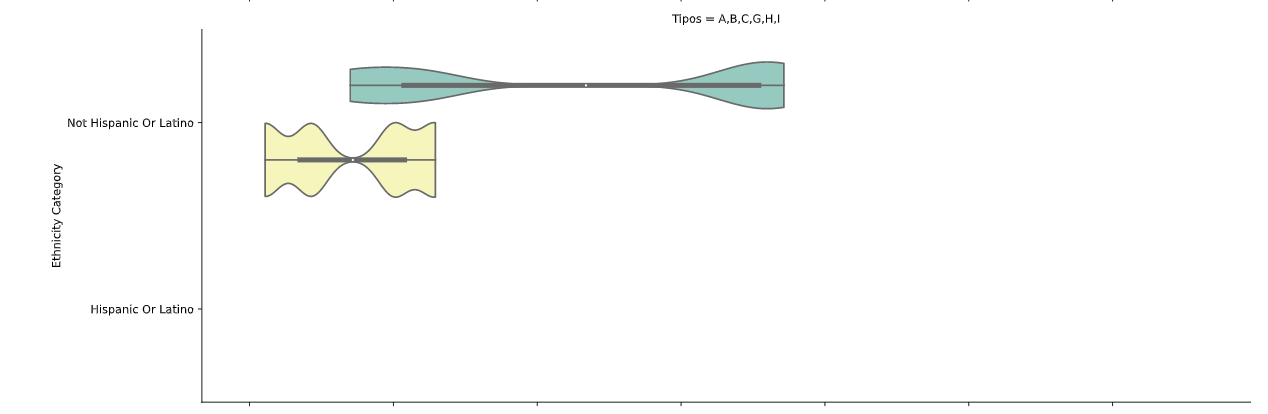 Tipos = A,B,C,G,H,I
Not Hispanic Or Latino
Ethnicity Category
Hispanic Or Latino